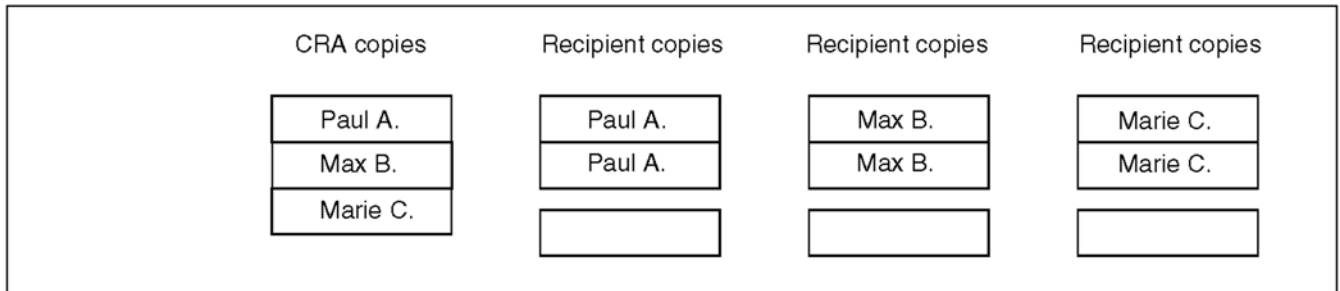 CRA copies Recipient copies Recipient copies Recipient copies
Paul A. Paul A. Max B. Marie C.
Max B. Paul A. Max B. Marie C.
Marie C.